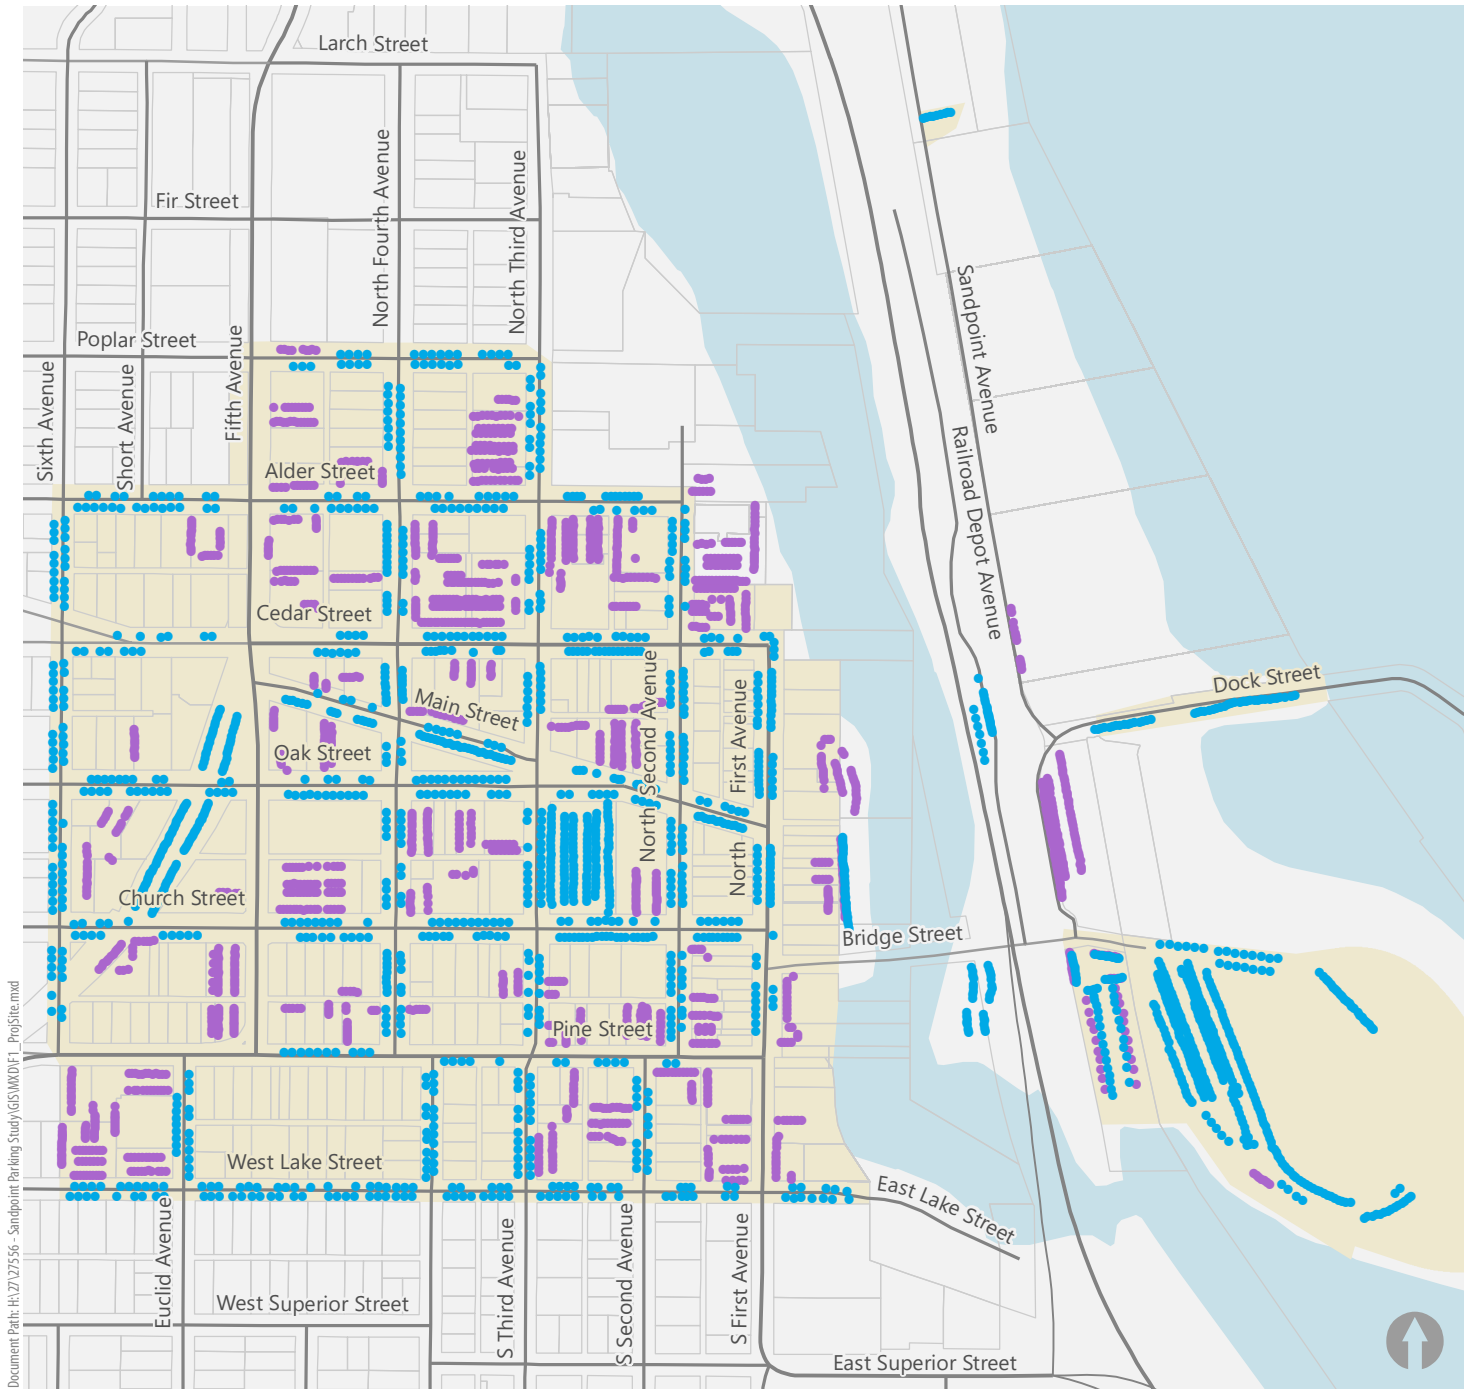 Larch Street
Fir Street
North Fourth Avenue
North Third Avenue
Poplar Street
Sixth Avenue
Short Avenue
Fifth Avenue
Sandpoint Avenue
Railroad Depot Avenue
Alder Street
Cedar Street
Main Street
Oak Street
North Second Avenue
North First Avenue
Dock Street
Church Street
Bridge Street
Pine Street
West Lake Street
East Lake Street
Euclid Avenue
S Third Avenue
S Second Avenue
S First Avenue
West Superior Street
East Superior Street
Document Path: H:\27\27556 - Sandpoint Parking Study\GIS\MXD\F1_ProjSite.mxd